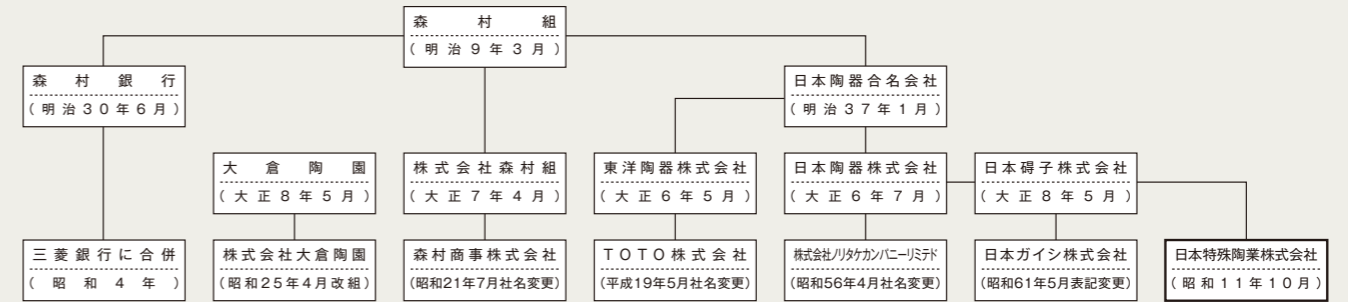 森村組
(明治9年3月)
森村銀行
(明治30年6月)
日本陶器合名会社
(明治37年1月)
大倉陶園
(大正8年5月)
株式会社森村組
(大正7年4月)
東洋陶器株式会社
(大正6年5月)
日本陶器株式会社
(大正6年7月)
日本碍子株式会社
(大正8年5月)
三菱銀行に合併
(昭和4年)
株式会社大倉陶園
(昭和25年4月改組)
森村商事株式会社
(昭和21年7月社名変更)
TOTO株式会社
(平成19年5月社名変更)
株式会社ノリタケカンパニーリミテド
(昭和56年4月社名変更)
日本ガイシ株式会社
(昭和61年5月表記変更)
日本特殊陶業株式会社
(昭和11年10月)